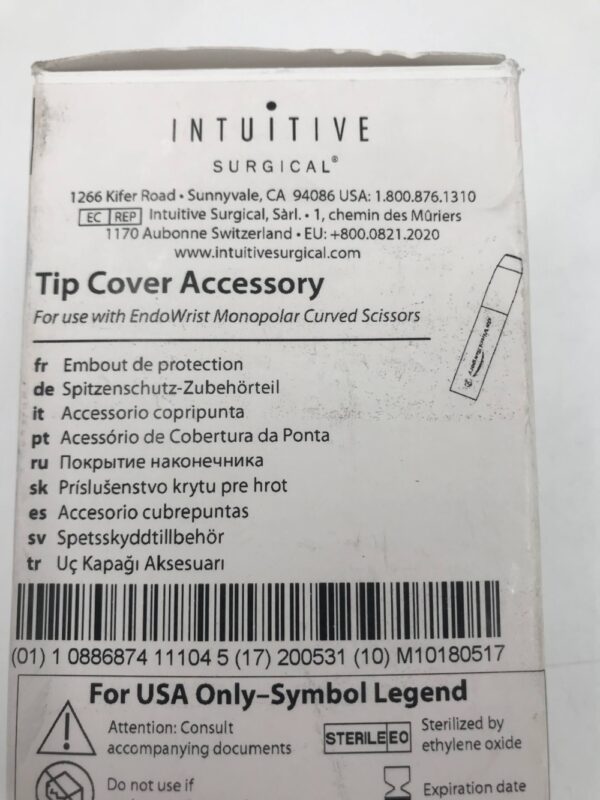 INTUITIVE
SURGICAL®
1266 Kifer Road • Sunnyvale, CA 94086 USA: 1.800.876.1310
EC REP Intuitive Surgical, Sàrl. • 1, chemin des Mûriers
1170 Aubonne Switzerland • EU: +800.0821.2020
www.intuitivesurgical.com
Tip Cover Accessory
For use with EndoWrist Monopolar Curved Scissors
fr Embout de protection
de Spitzenschutz-Zubehörteil
it Accessorio copripunta
pt Acessório de Cobertura da Ponta
ru Покрытие наконечника
sk Príslušenstvo krytu pre hrot
es Accesorio cubrepuntas
sv Spetsskyddtillbehör
tr Uç Kapağı Aksesuarı
(01) 1 0886874 11104 5 (17) 200531 (10) M10180517
For USA Only–Symbol Legend
Attention: Consult
accompanying documents
STERILE EO
Sterilized by
ethylene oxide
Do not use if
Expiration date